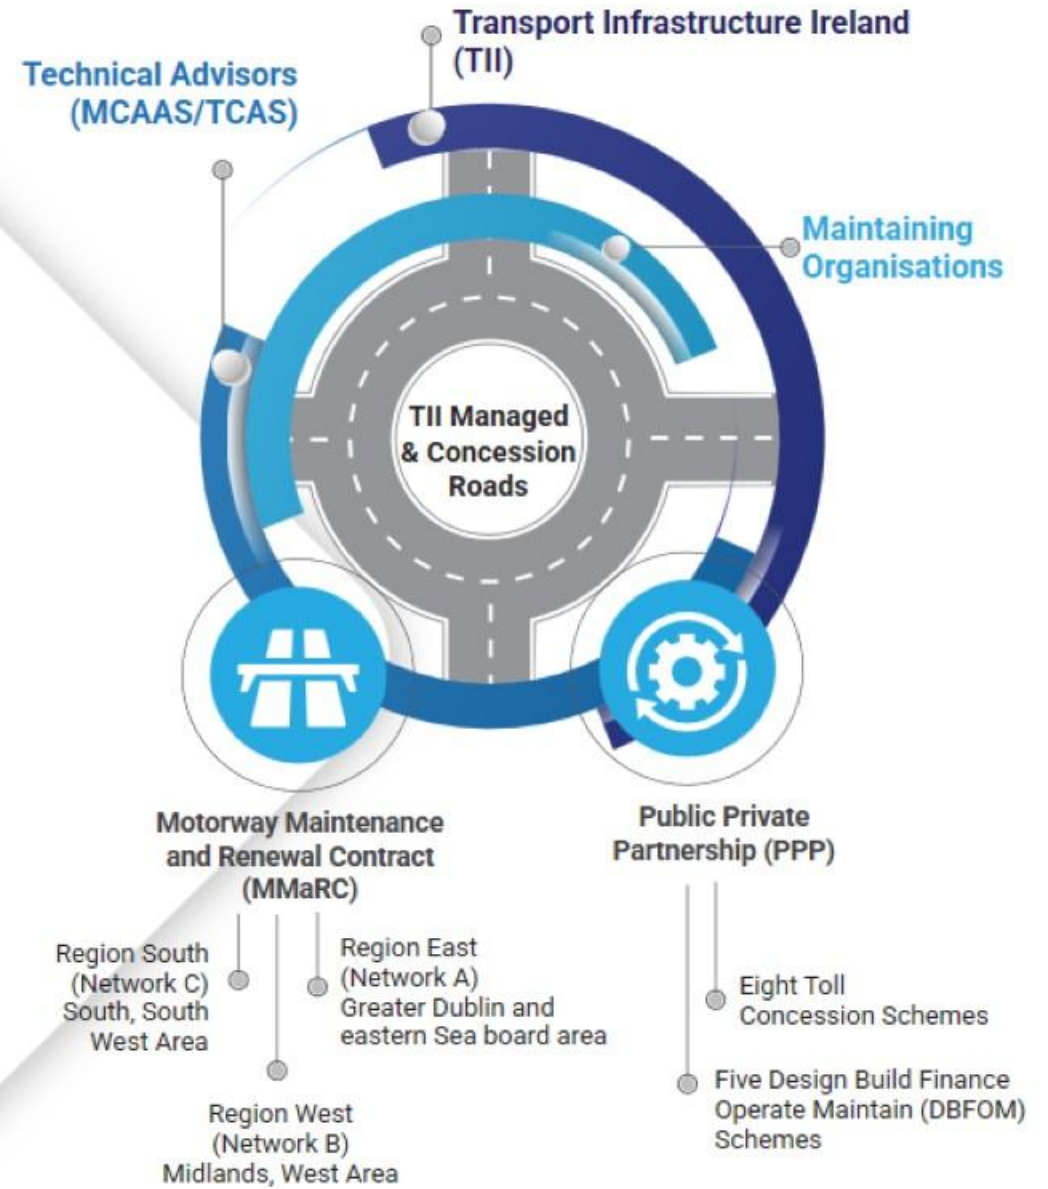 Transport Infrastructure Ireland
(TII)
Technical Advisors
(MCAAS/TCAS)
Maintaining
Organisations
TII Managed
& Concession
Roads
Motorway Maintenance
and Renewal Contract
(MMaRC)
Region South
(Network C)
South, South
West Area
Region East
(Network A)
Greater Dublin and
eastern Sea board area
Region West
(Network B)
Midlands, West Area
Public Private
Partnership (PPP)
Eight Toll
Concession Schemes
Five Design Build Finance
Operate Maintain (DBFOM)
Schemes